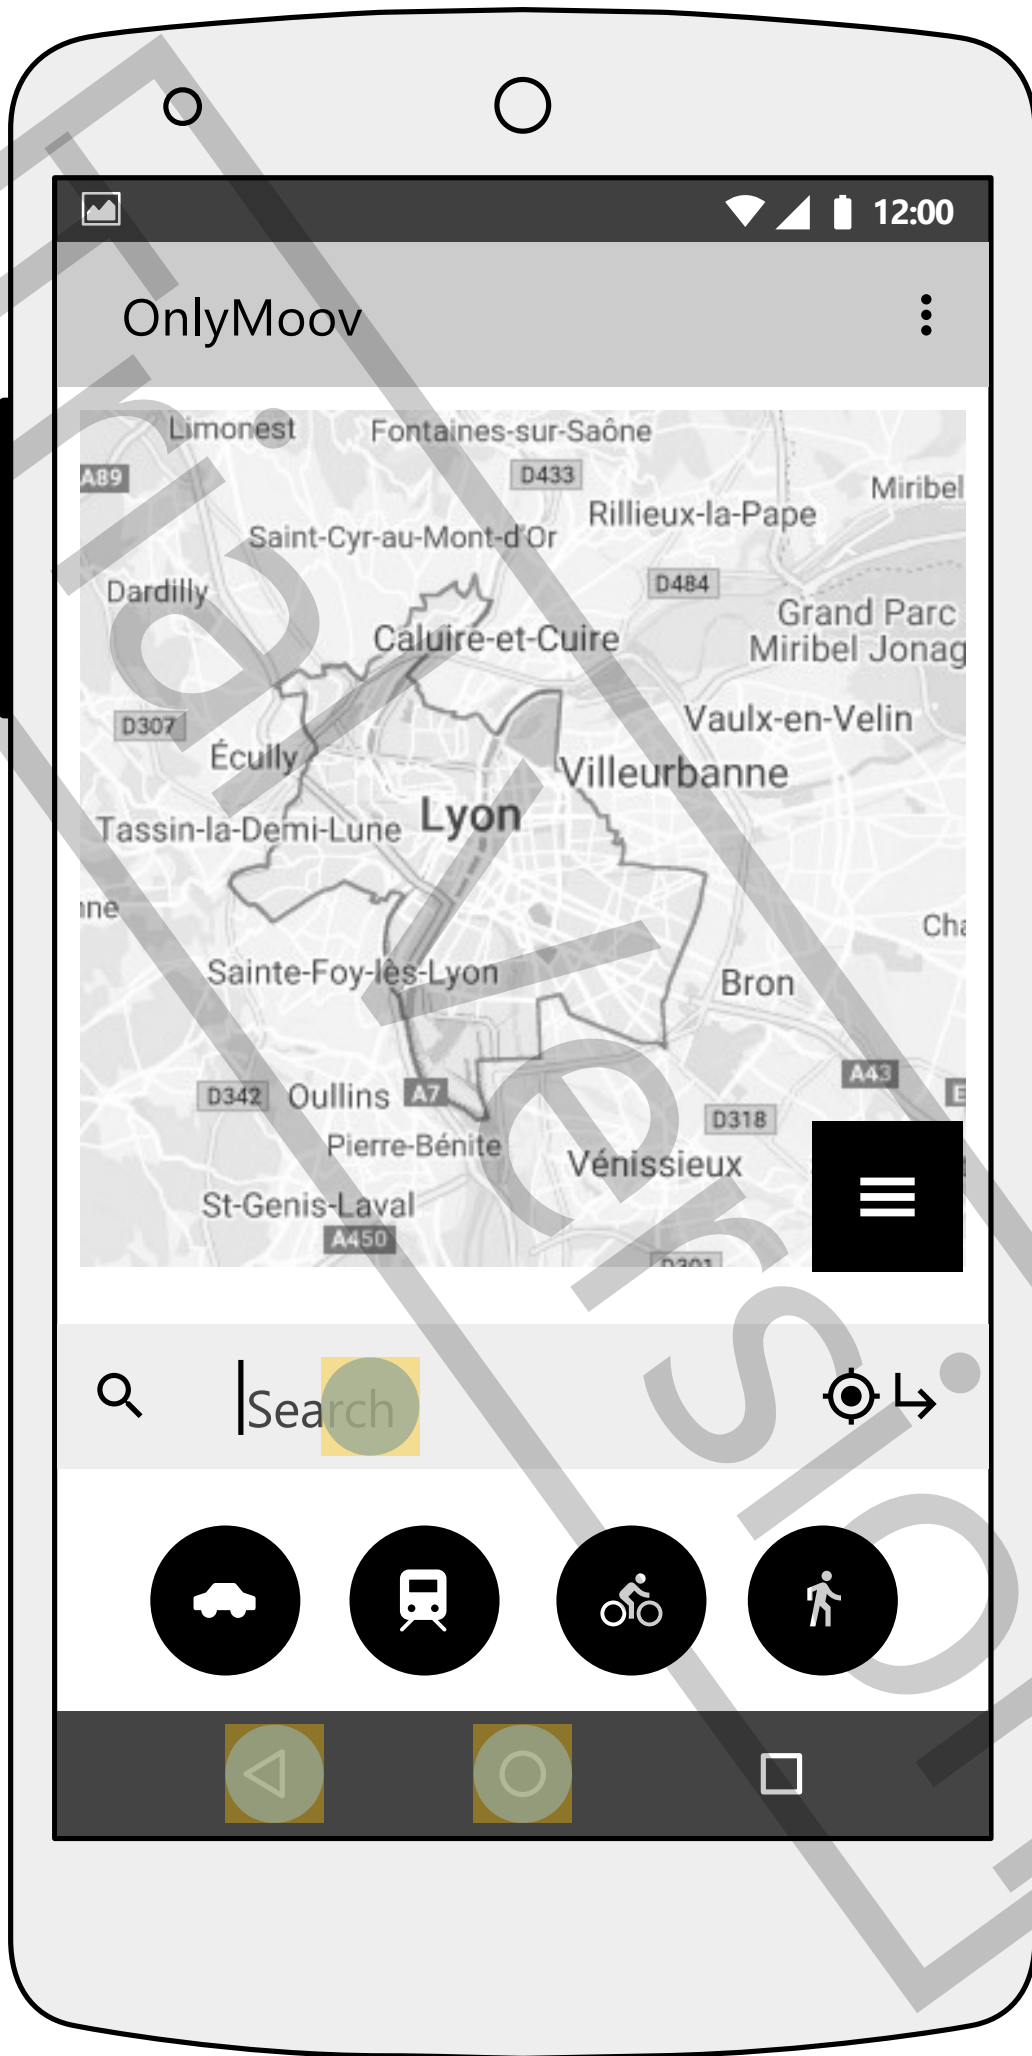 12:00
OnlyMoov
Limonest
Fontaines-sur-Saône
A89
D433
Miribel
Rillieux-la-Pape
Saint-Cyr-au-Mont-d'Or
Dardilly
D484
Grand Parc
Miribel Jonag
Caluire-et-Cuire
D307
Vaulx-en-Velin
Écully
Villeurbanne
Lyon
Tassin-la-Demi-Lune
nne
Cha
Sainte-Foy-lès-Lyon
Bron
A43
D342
Oullins
A7
E
D318
Pierre-Bénite
Vénissieux
St-Genis-Laval
A450
D301
Search
Trial Version